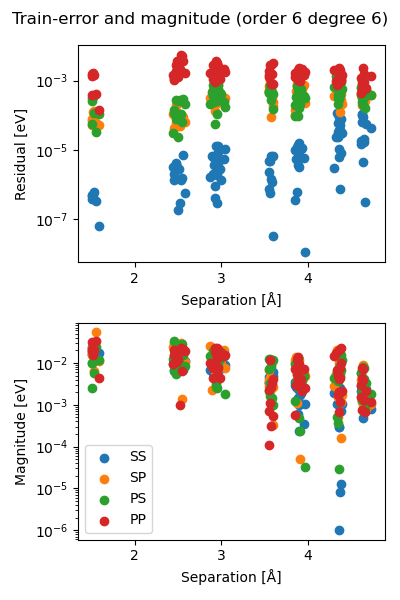 Train-error and magnitude (order 6 degree 6)
Residual [eV]
10⁻³
10⁻⁵
10⁻⁷
2
3
4
Separation [Å]
Magnitude [eV]
10⁻²
10⁻³
10⁻⁴
10⁻⁵
10⁻⁶
SS
SP
PS
PP
2
3
4
Separation [Å]